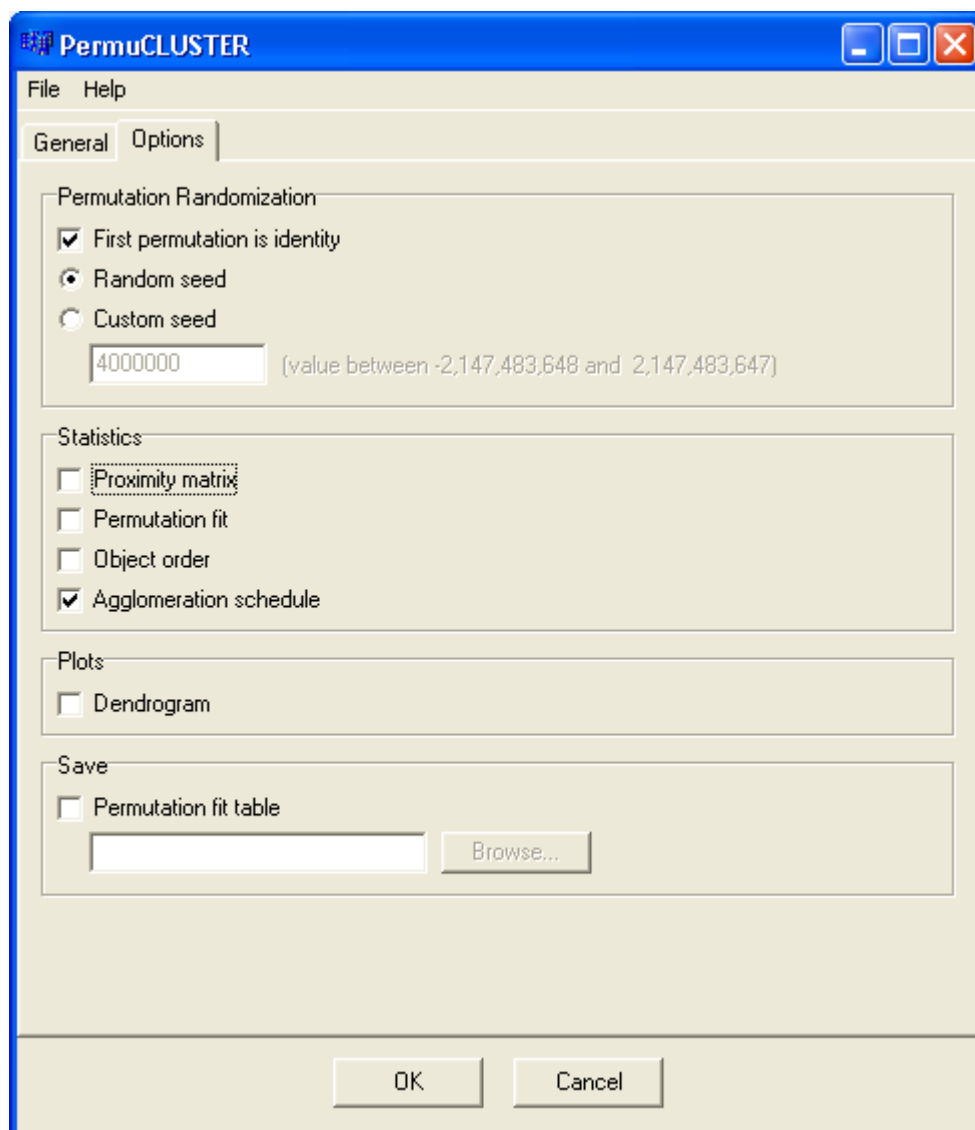 PermuCLUSTER
File Help
General Options
Permutation Randomization
First permutation is identity
Random seed
Custom seed
4000000 (value between -2,147,483,648 and 2,147,483,647)
Statistics
Proximity matrix
Permutation fit
Object order
Agglomeration schedule
Plots
Dendrogram
Save
Permutation fit table
Browse...
OK Cancel